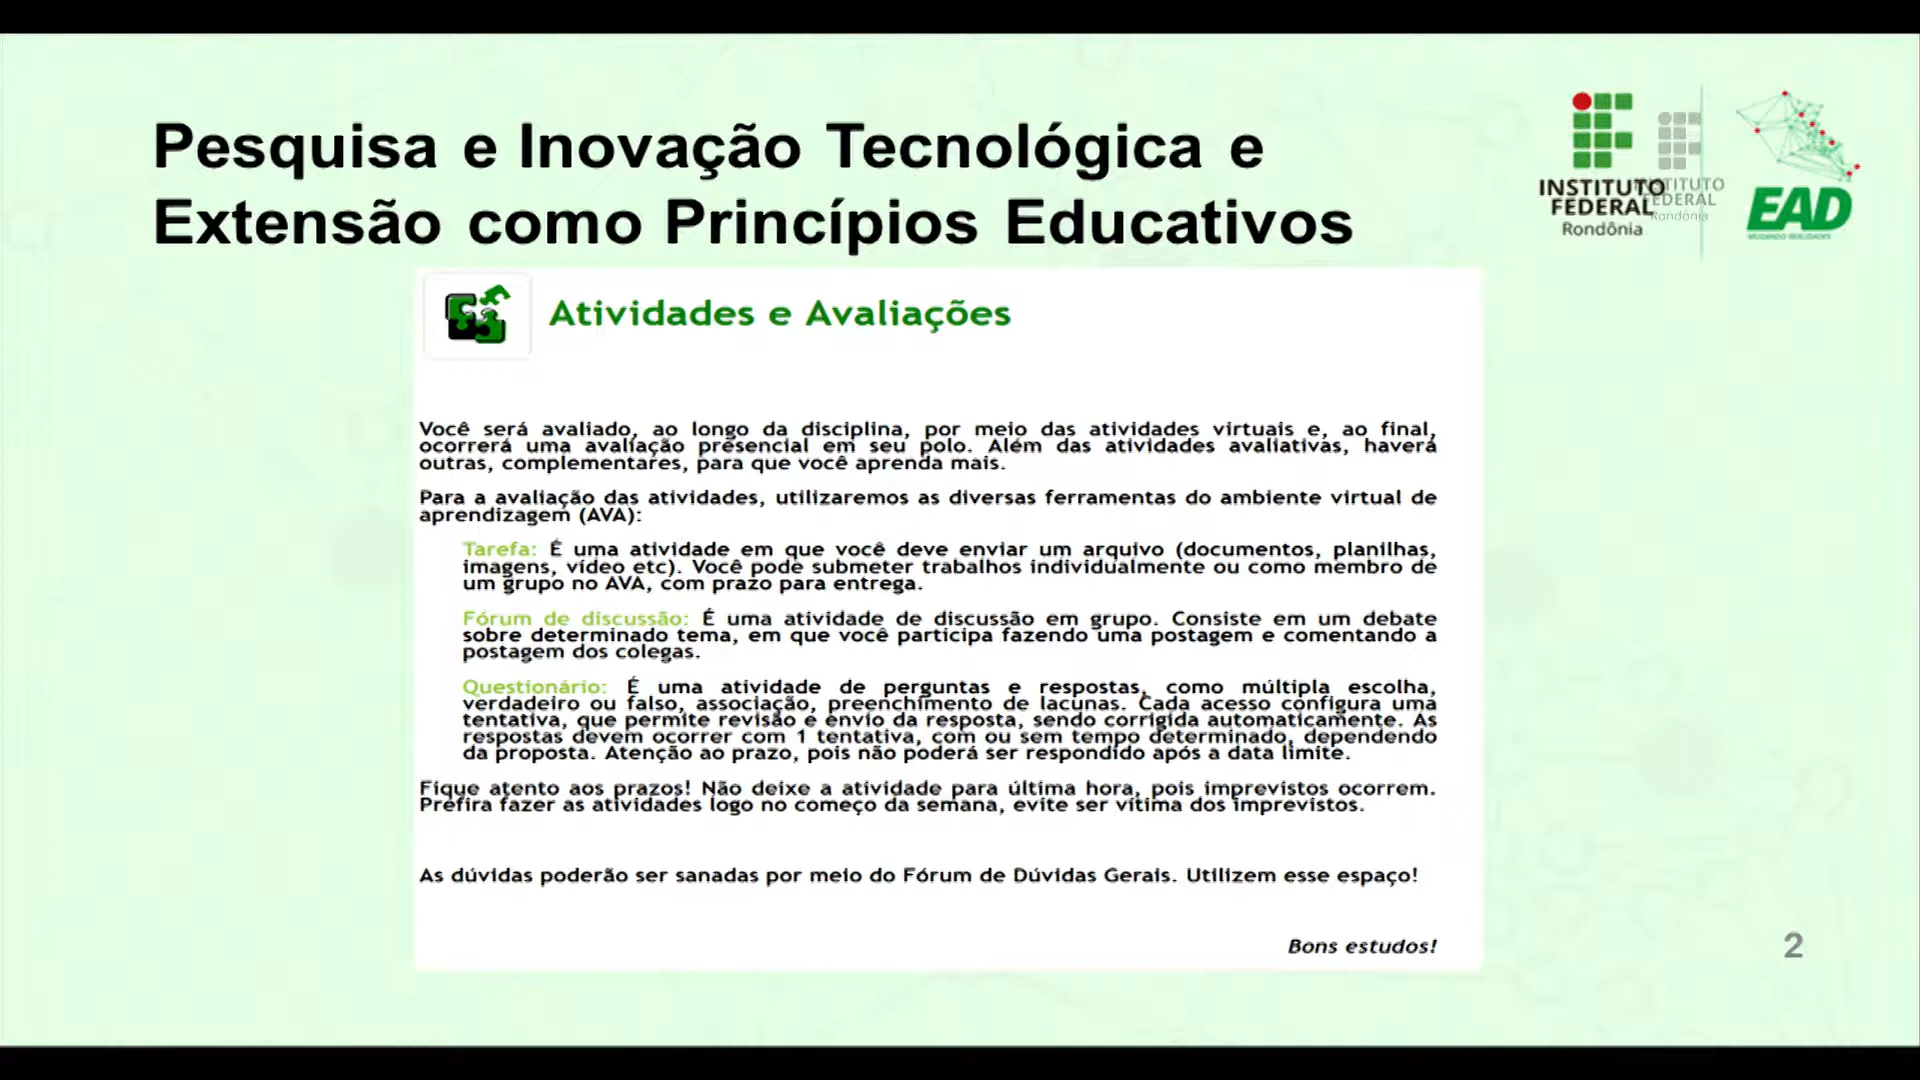 Pesquisa e Inovação Tecnológica e
Extensão como Princípios Educativos
INSTITUTO
FEDERAL
Rondônia
TITUTO
EDERAL
Rondônia
EAD
Atividades e Avaliações
Você será avaliado, ao longo da disciplina, por meio das atividades virtuais e, ao final,
ocorrerá uma avaliação presencial em seu polo. Além das atividades avaliativas, haverá
outras, complementares, para que você aprenda mais.
Para a avaliação das atividades, utilizaremos as diversas ferramentas do ambiente virtual de
aprendizagem (AVA):
Tarefa: É uma atividade em que você deve enviar um arquivo (documentos, planilhas,
imagens, vídeo etc). Você pode submeter trabalhos individualmente ou como membro de
um grupo no AVA, com prazo para entrega.
Fórum de discussão: É uma atividade de discussão em grupo. Consiste em um debate
sobre determinado tema, em que você participa fazendo uma postagem e comentando a
postagem dos colegas.
Questionário: É uma atividade de perguntas e respostas, como múltipla escolha,
verdadeiro ou falso, associação, preenchimento de lacunas. Cada acesso configura uma
tentativa, que permite revisão e envio da resposta, sendo corrigida automaticamente. As
respostas devem ocorrer com 1 tentativa, com ou sem tempo determinado, dependendo
da proposta. Atenção ao prazo, pois não poderá ser respondido após a data limite.
Fique atento aos prazos! Não deixe a atividade para última hora, pois imprevistos ocorrem.
Prefira fazer as atividades logo no começo da semana, evite ser vítima dos imprevistos.
As dúvidas poderão ser sanadas por meio do Fórum de Dúvidas Gerais. Utilizem esse espaço!
Bons estudos!
2